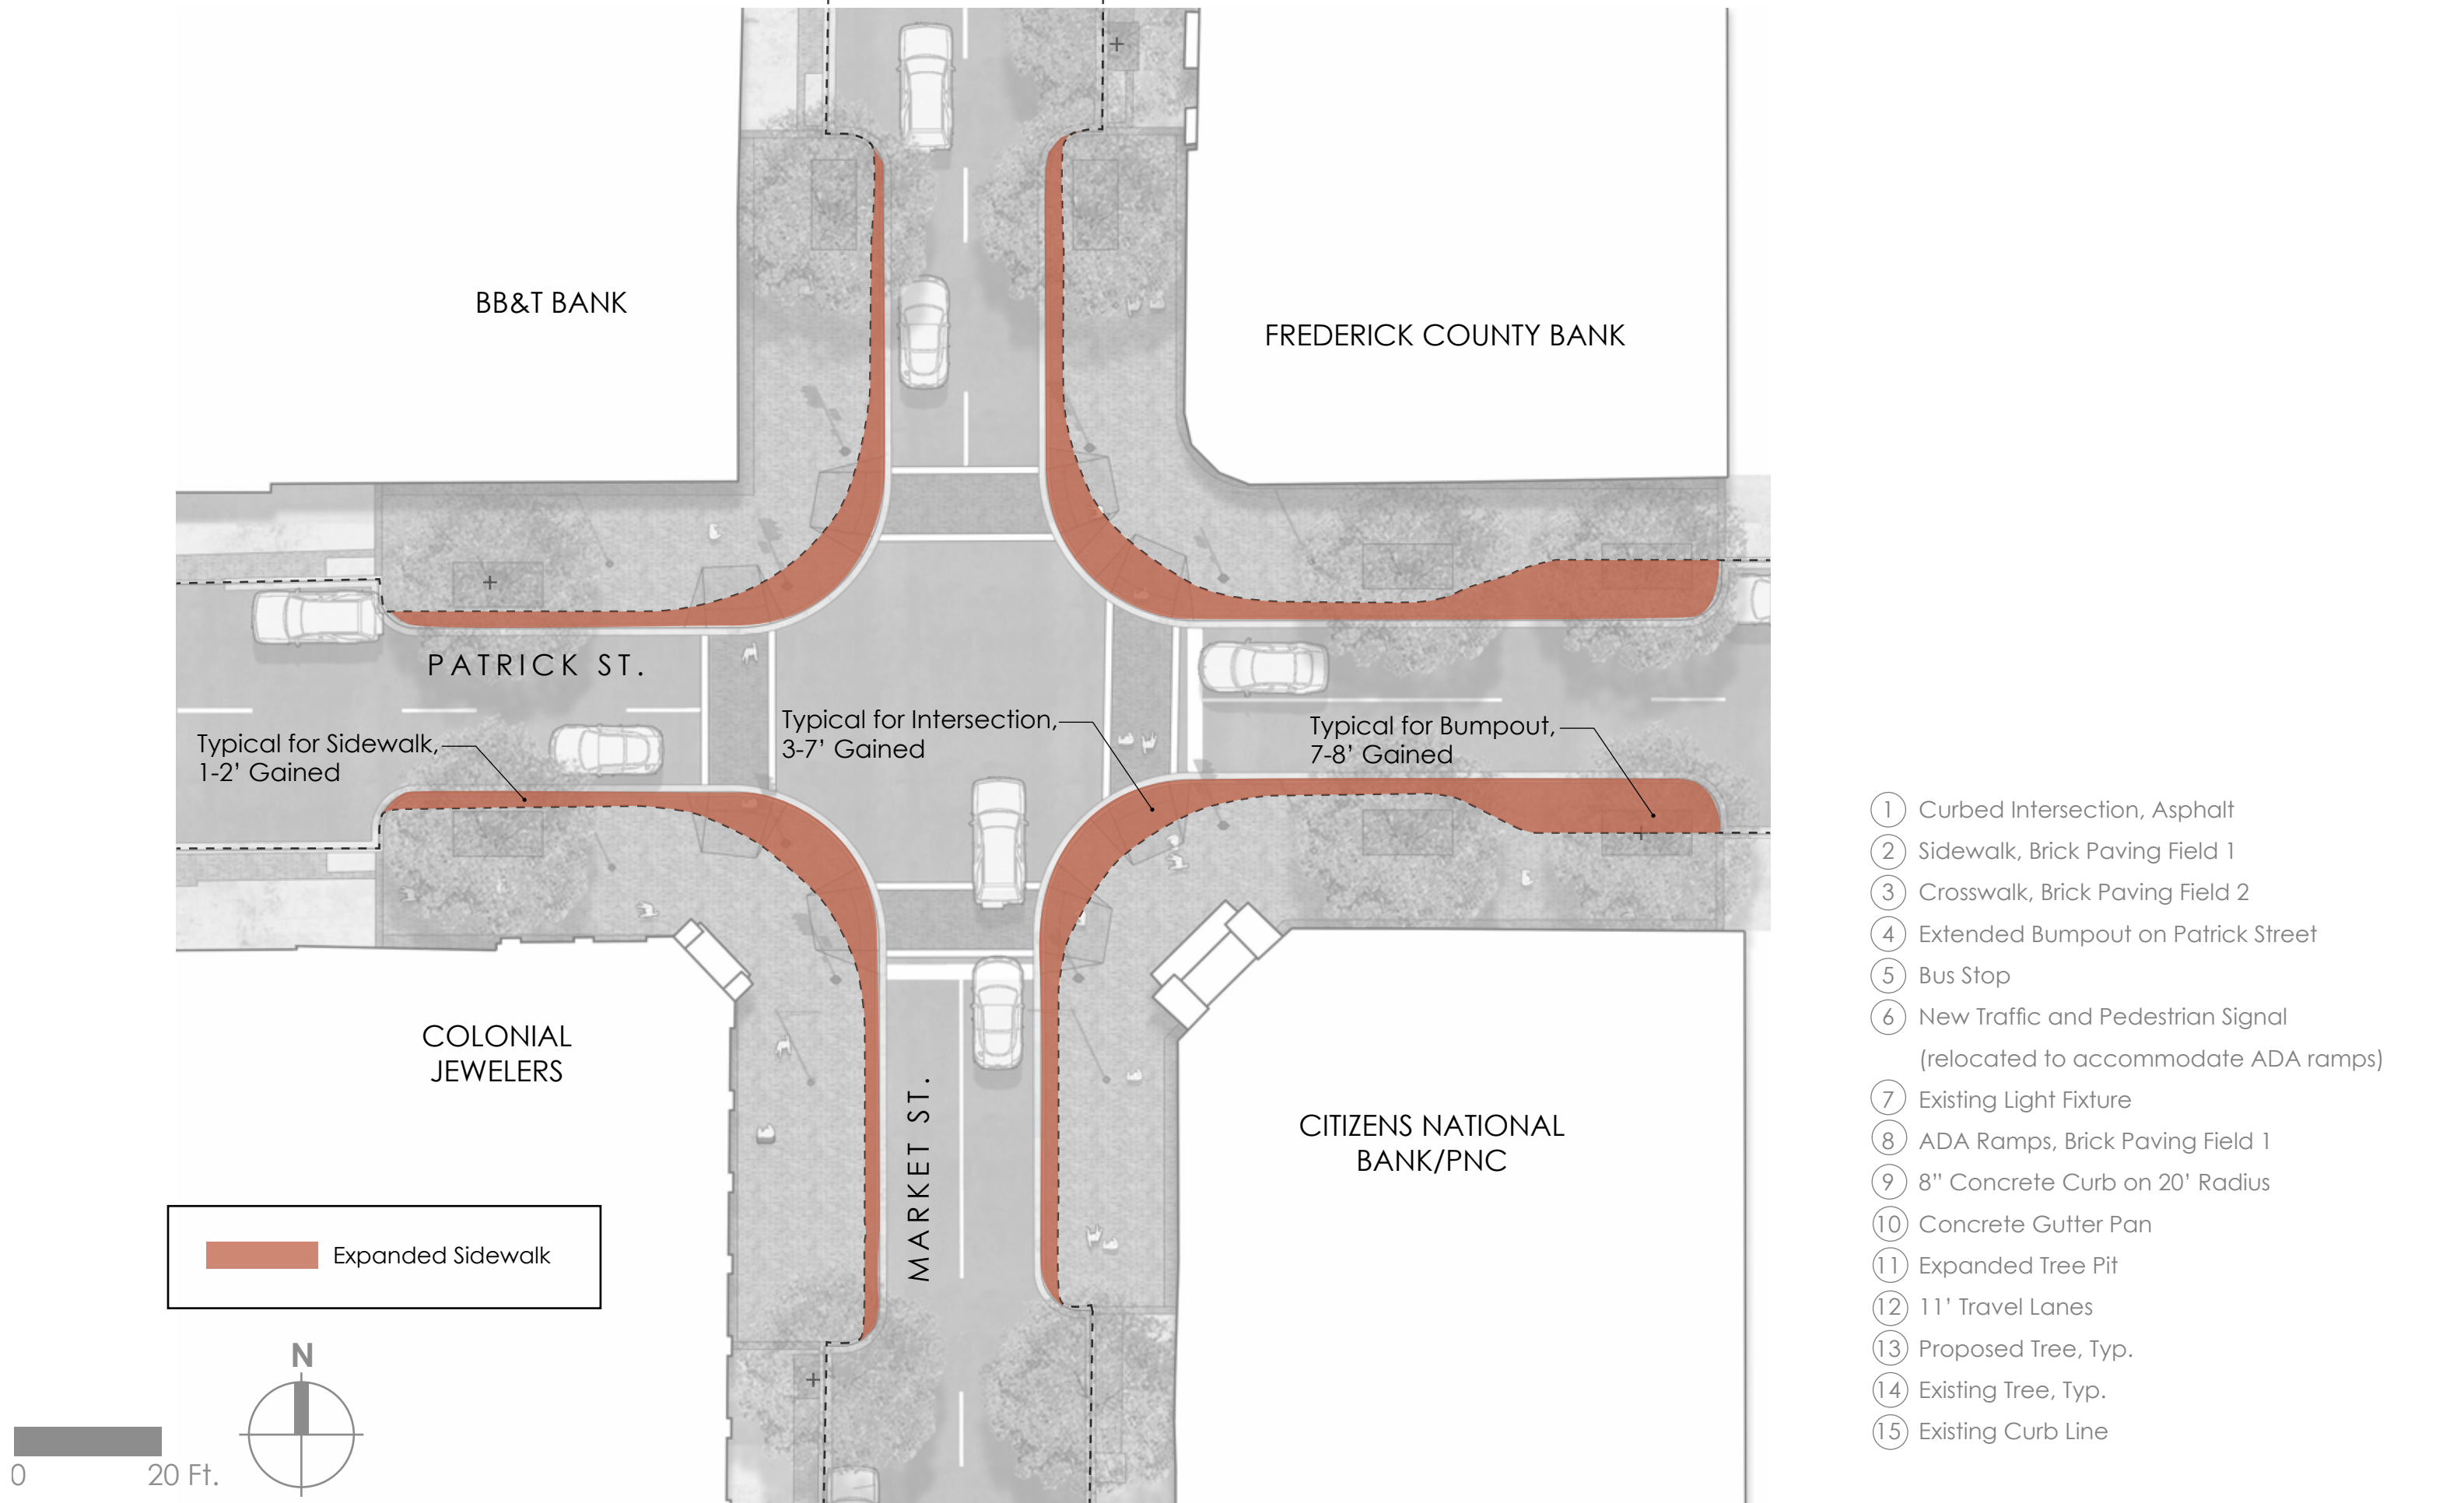 BB&T BANK
FREDERICK COUNTY BANK
PATRICK ST.
Typical for Sidewalk,
1-2’ Gained
Typical for Intersection,
3-7’ Gained
Typical for Bumpout,
7-8’ Gained
COLONIAL
JEWELERS
MARKET ST.
CITIZENS NATIONAL
BANK/PNC
Expanded Sidewalk
N
0 20 Ft.
1 Curbed Intersection, Asphalt
2 Sidewalk, Brick Paving Field 1
3 Crosswalk, Brick Paving Field 2
4 Extended Bumpout on Patrick Street
5 Bus Stop
6 New Traffic and Pedestrian Signal
(relocated to accommodate ADA ramps)
7 Existing Light Fixture
8 ADA Ramps, Brick Paving Field 1
9 8” Concrete Curb on 20’ Radius
10 Concrete Gutter Pan
11 Expanded Tree Pit
12 11’ Travel Lanes
13 Proposed Tree, Typ.
14 Existing Tree, Typ.
15 Existing Curb Line